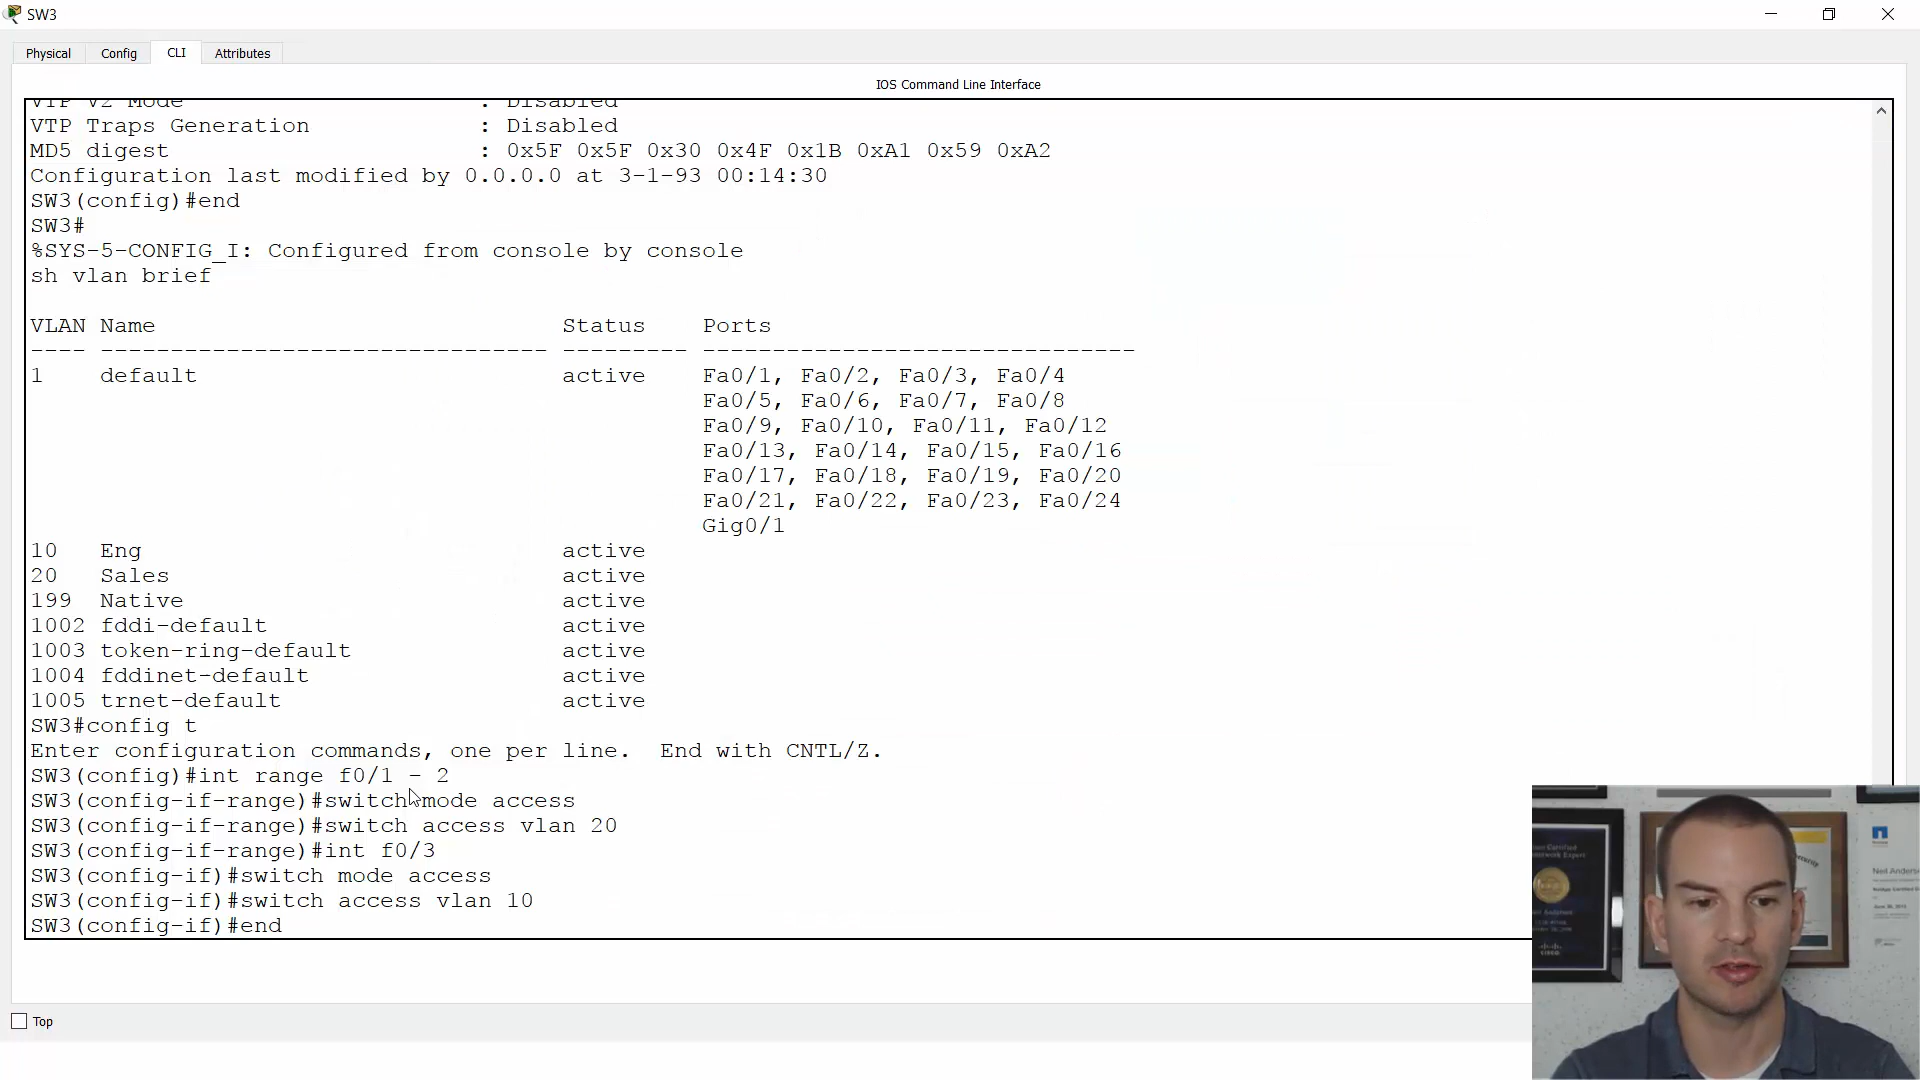 SW3
Physical Config CLI Attributes
IOS Command Line Interface
VTP V2 Mode : Disabled
VTP Traps Generation : Disabled
MD5 digest : 0x5F 0x5F 0x30 0x4F 0x1B 0xA1 0x59 0xA2
Configuration last modified by 0.0.0.0 at 3-1-93 00:14:30
SW3(config)#end
SW3#
%SYS-5-CONFIG_I: Configured from console by console
sh vlan brief
VLAN Name Status Ports
---- -------------------------------- --------- -------------------------------
1 default active Fa0/1, Fa0/2, Fa0/3, Fa0/4
Fa0/5, Fa0/6, Fa0/7, Fa0/8
Fa0/9, Fa0/10, Fa0/11, Fa0/12
Fa0/13, Fa0/14, Fa0/15, Fa0/16
Fa0/17, Fa0/18, Fa0/19, Fa0/20
Fa0/21, Fa0/22, Fa0/23, Fa0/24
Gig0/1
10 Eng active
20 Sales active
199 Native active
1002 fddi-default active
1003 token-ring-default active
1004 fddinet-default active
1005 trnet-default active
SW3#config t
Enter configuration commands, one per line. End with CNTL/Z.
SW3(config)#int range f0/1 - 2
SW3(config-if-range)#switch mode access
SW3(config-if-range)#switch access vlan 20
SW3(config-if-range)#int f0/3
SW3(config-if)#switch mode access
SW3(config-if)#switch access vlan 10
SW3(config-if)#end
Top